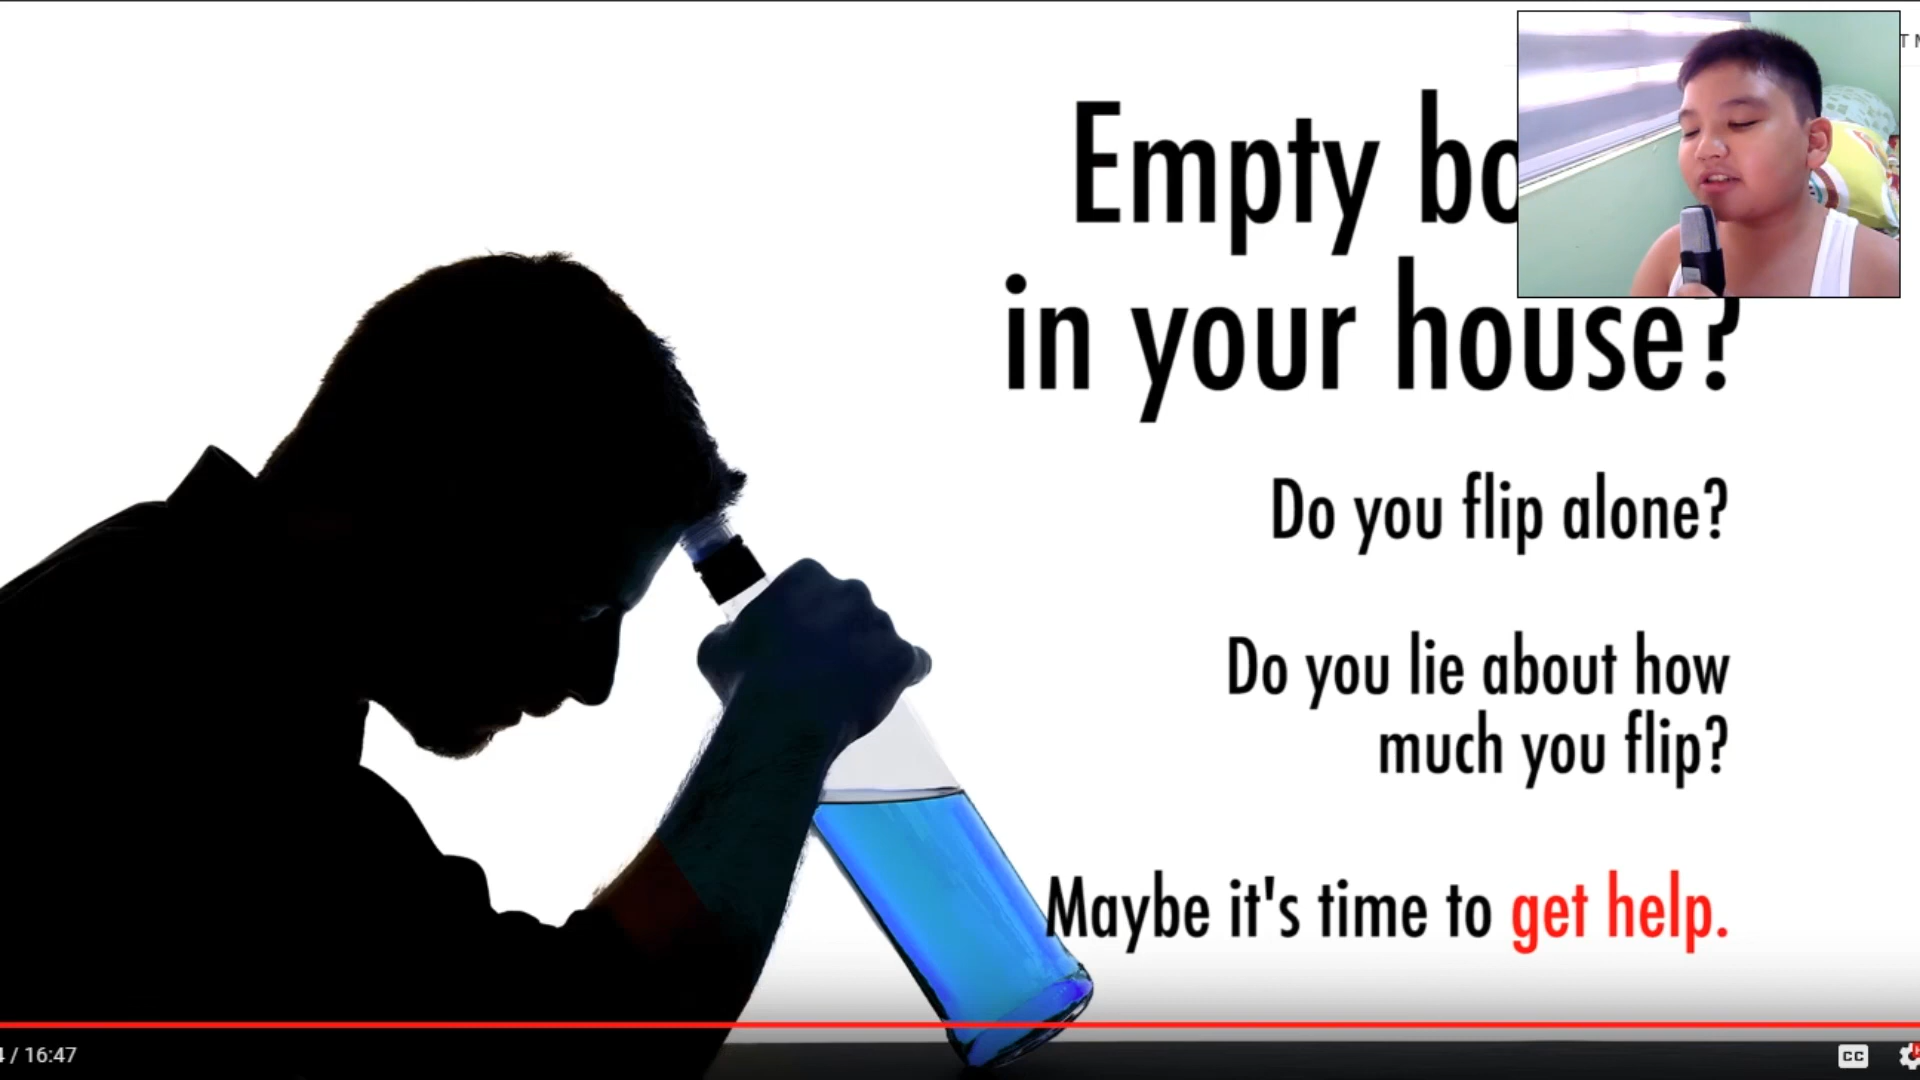 Empty bo
in your house?
Do you flip alone?
Do you lie about how
much you flip?
Maybe it's time to get help.
4 / 16:47
CC